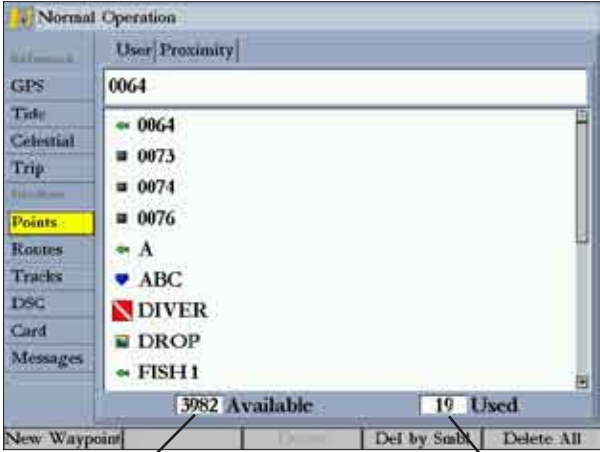 Normal Operation
User Proximity
GPS
0064
Tide
Celestial
Trip
Points
Routes
Tracks
DSC
Card
Messages
0064
0073
0074
0076
A
ABC
DIVER
DROP
FISH1
3982 Available
19 Used
New Waypoint
Del by Smbl
Delete All